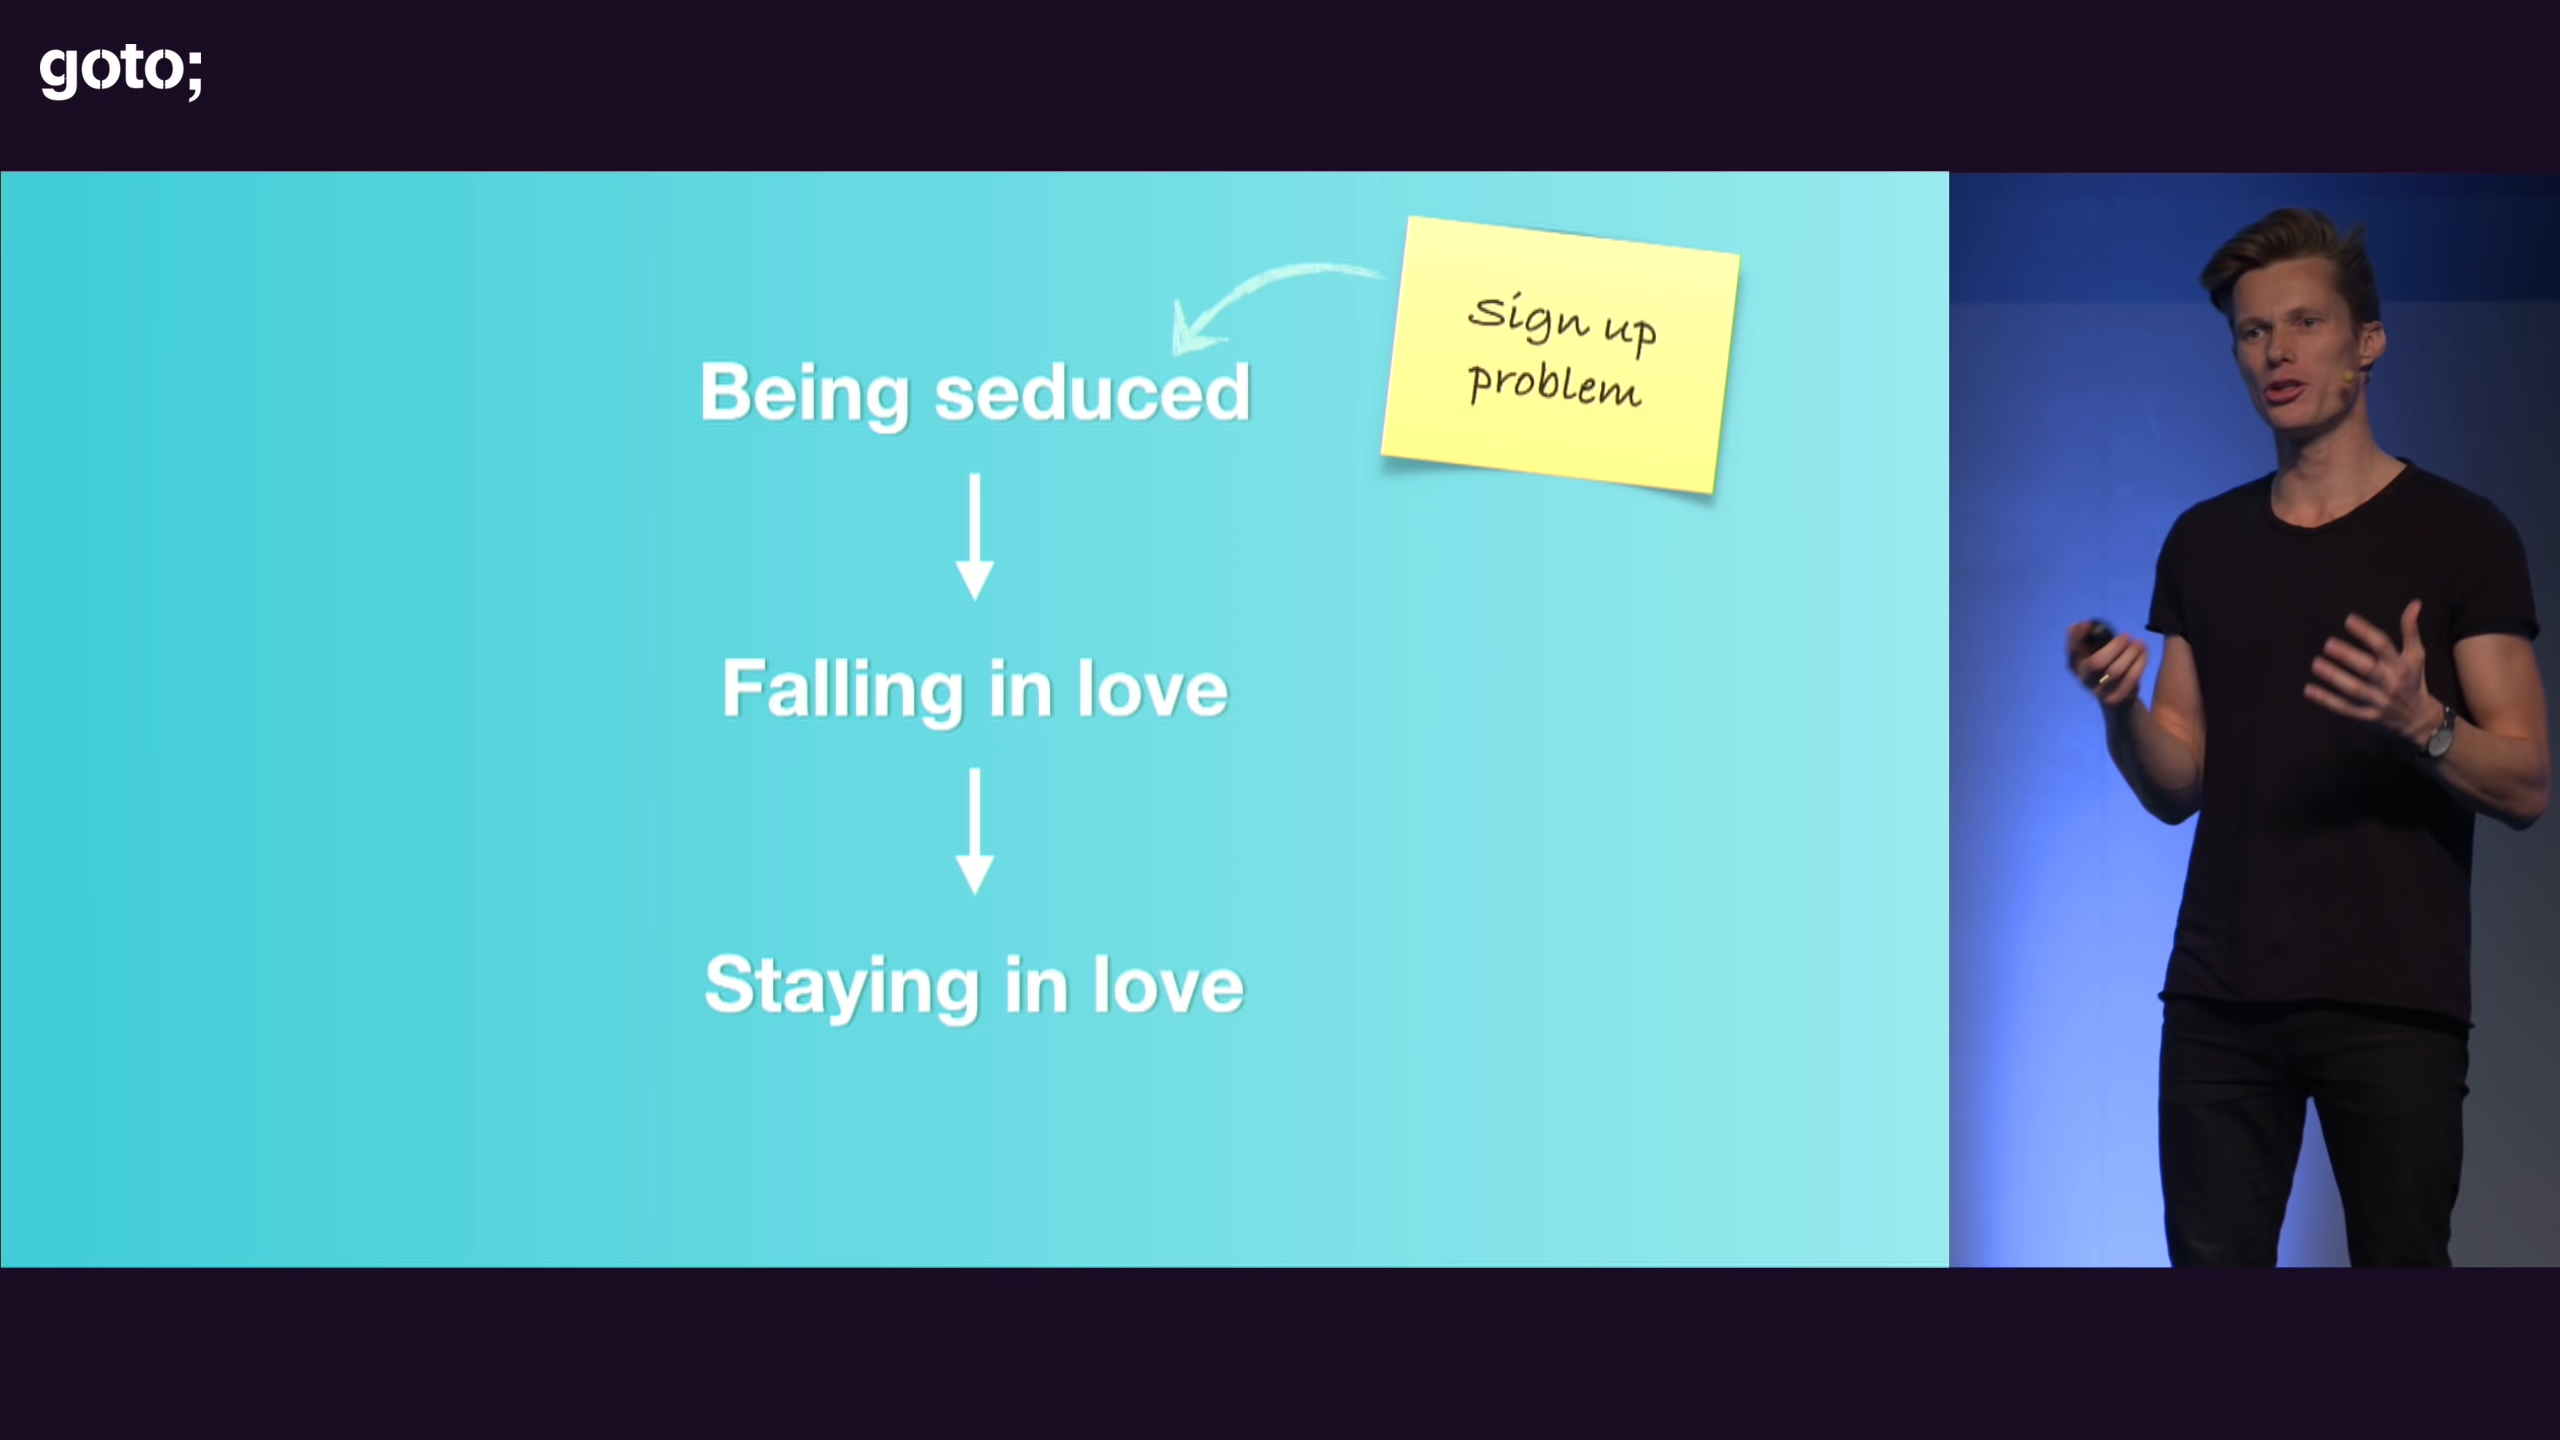 goto;
Being seduced
Sign up
problem
Falling in love
Staying in love